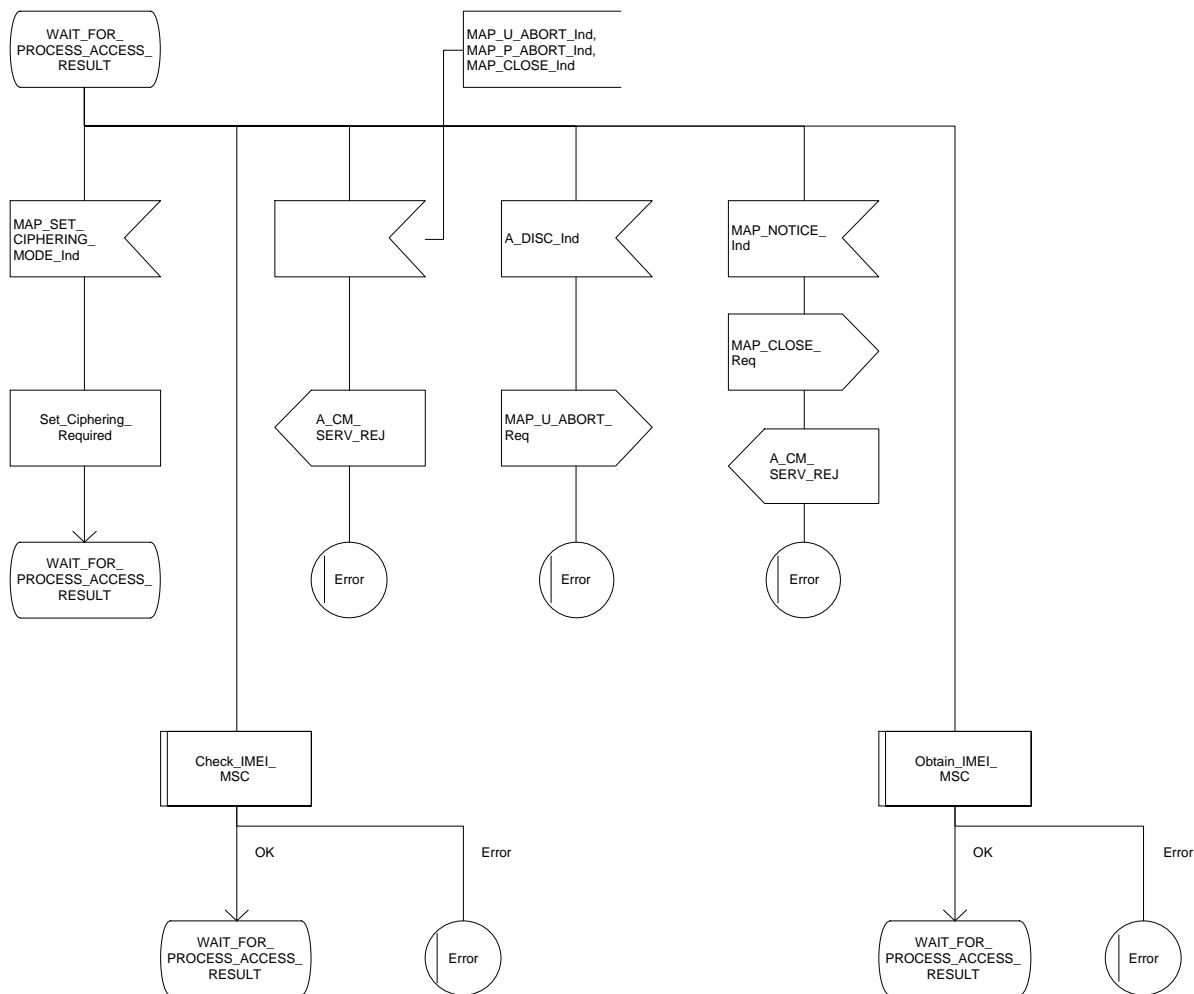 WAIT_FOR_
PROCESS_ACCESS_
RESULT
MAP_U_ABORT_Ind,
MAP_P_ABORT_Ind,
MAP_CLOSE_Ind
MAP_SET_
CIPHERING_
MODE_Ind
A_DISC_Ind
MAP_NOTICE_
Ind
MAP_CLOSE_
Req
Set_Ciphering_
Required
A_CM_
SERV_REJ
MAP_U_ABORT_
Req
A_CM_
SERV_REJ
WAIT_FOR_
PROCESS_ACCESS_
RESULT
Error
Error
Error
Check_IMEI_
MSC
Obtain_IMEI_
MSC
OK
Error
OK
Error
WAIT_FOR_
PROCESS_ACCESS_
RESULT
Error
WAIT_FOR_
PROCESS_ACCESS_
RESULT
Error